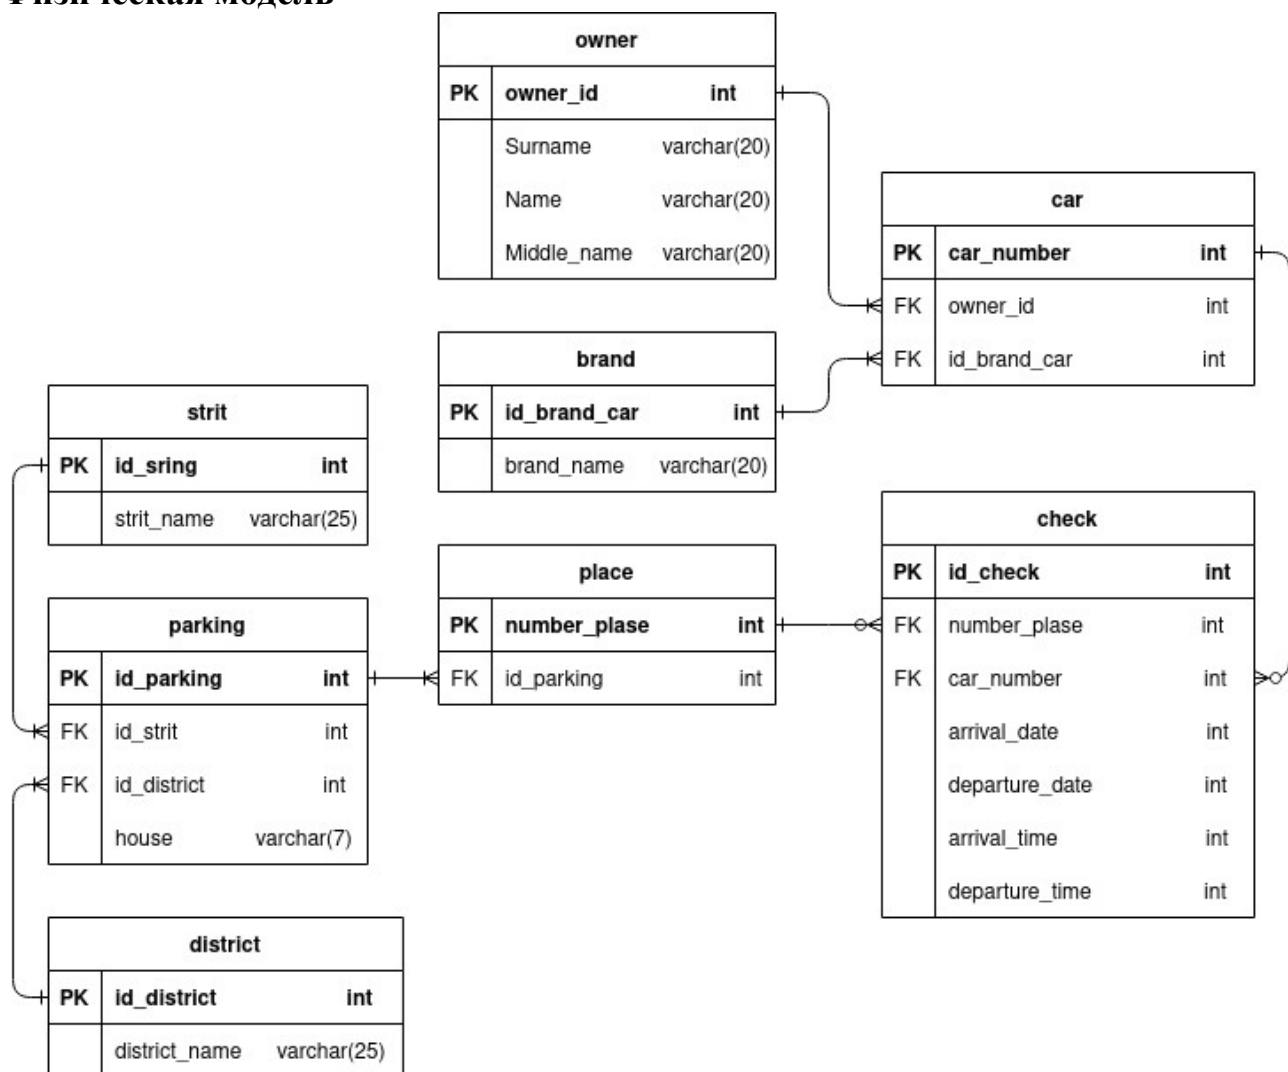 Физическая модель
owner
PK owner_id int
Surname varchar(20)
Name varchar(20)
Middle_name varchar(20)
car
PK car_number int
FK owner_id int
FK id_brand_car int
brand
PK id_brand_car int
brand_name varchar(20)
strit
PK id_sring int
strit_name varchar(25)
check
PK id_check int
FK number_plase int
FK car_number int
arrival_date int
departure_date int
arrival_time int
departure_time int
place
PK number_plase int
FK id_parking int
parking
PK id_parking int
FK id_strit int
FK id_district int
house varchar(7)
district
PK id_district int
district_name varchar(25)